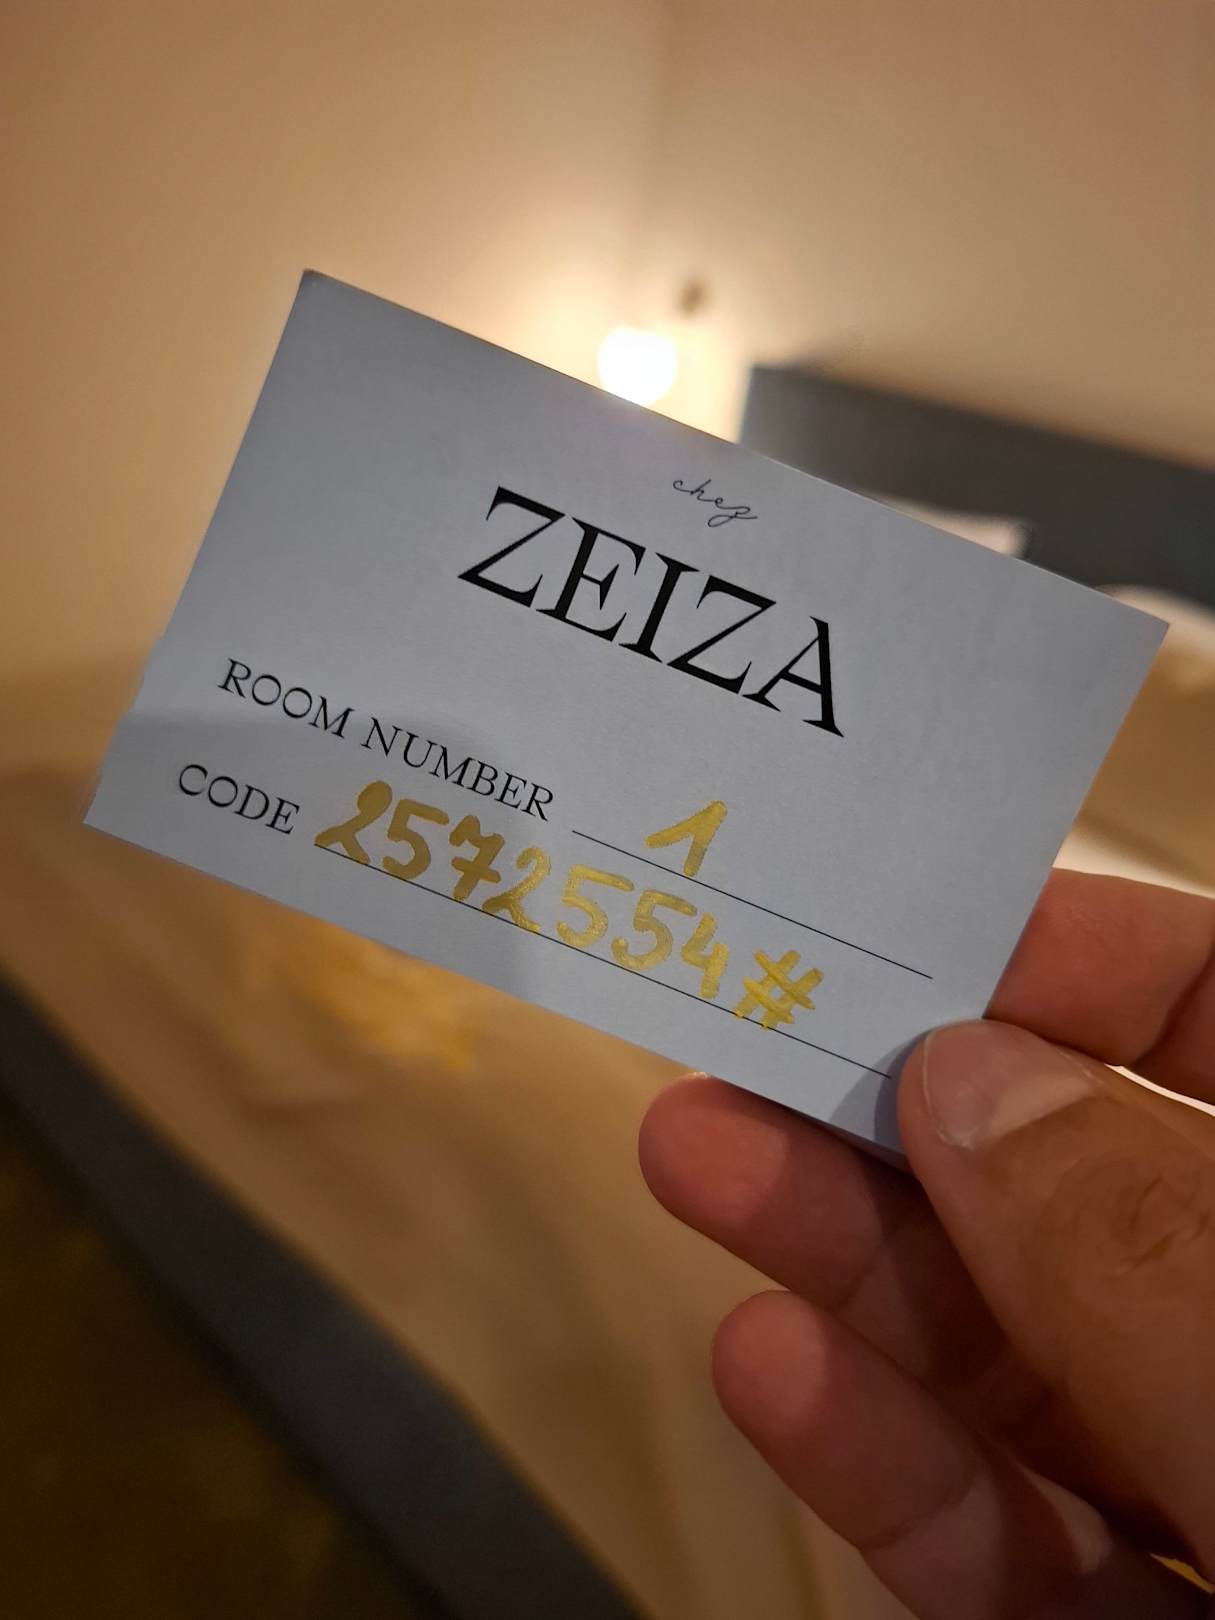 chez
ZEIZA
ROOM NUMBER 1
CODE 2572554#